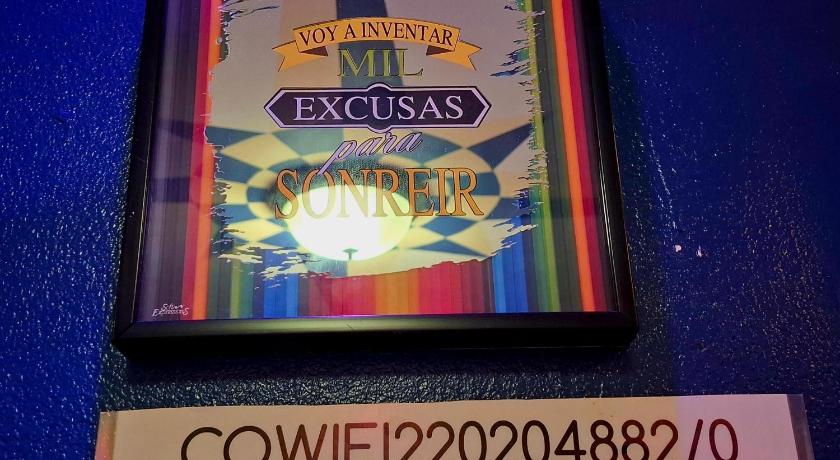 VOY A INVENTAR
MIL
EXCUSAS
para
SONREIR
COWIFI220204882/0